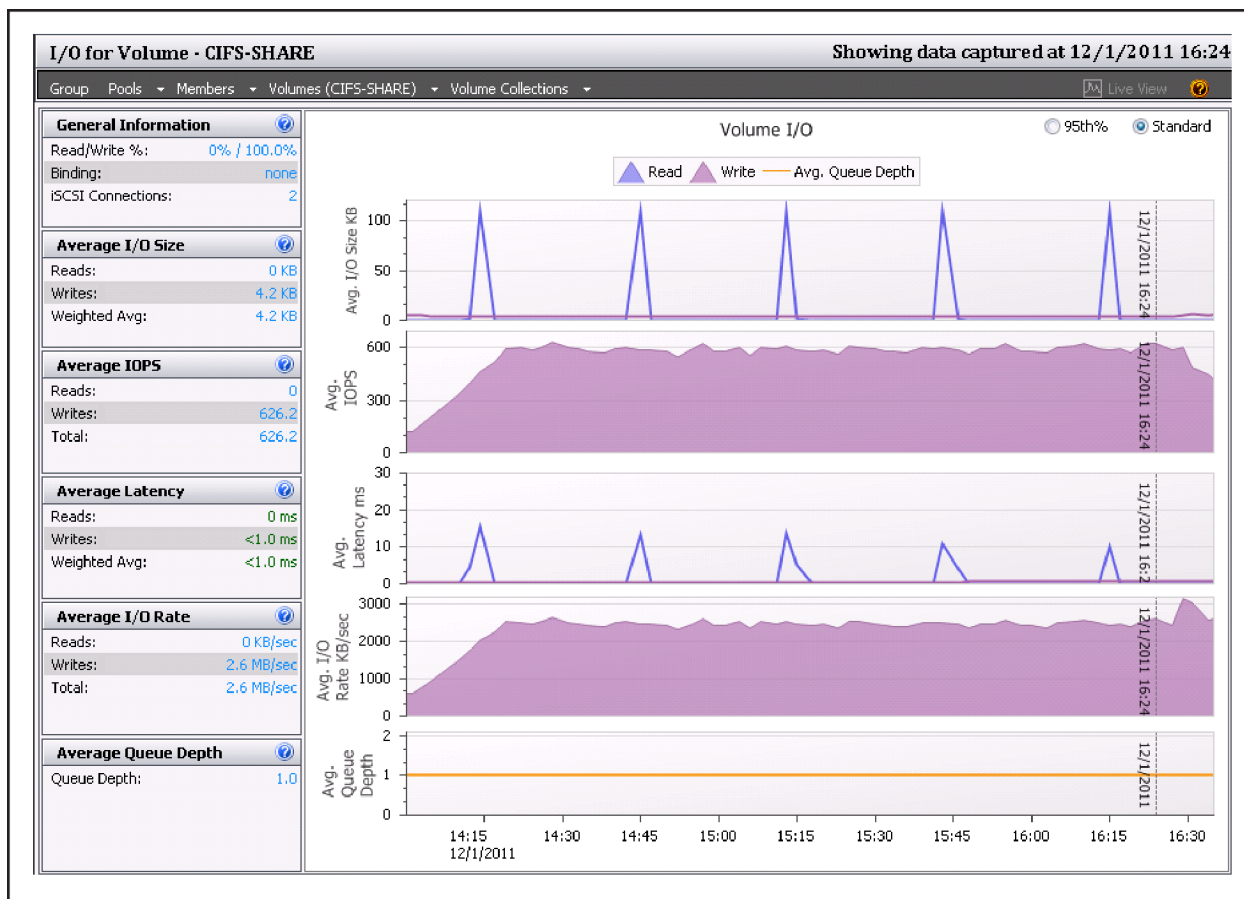 I/O for Volume - CIFS-SHARE
Showing data captured at 12/1/2011 16:24
Group Pools Members Volumes (CIFS-SHARE) Volume Collections
Live View
General Information
Read/Write %: 0% / 100.0%
Binding: none
iSCSI Connections: 2
Average I/O Size
Reads: 0 KB
Writes: 4.2 KB
Weighted Avg: 4.2 KB
Average IOPS
Reads: 0
Writes: 626.2
Total: 626.2
Average Latency
Reads: 0 ms
Writes: <1.0 ms
Weighted Avg: <1.0 ms
Average I/O Rate
Reads: 0 KB/sec
Writes: 2.6 MB/sec
Total: 2.6 MB/sec
Average Queue Depth
Queue Depth: 1.0
Volume I/O
95th% Standard
Read Write Avg. Queue Depth
Avg. I/O Size KB
100
50
0
12/1/2011 16:24
Avg.
IOPS
600
300
0
12/1/2011 16:24
Avg.
Latency ms
30
20
10
0
12/1/2011 16:2
Avg. I/O
Rate KB/sec
3000
2000
1000
0
12/1/2011 16:24
Avg.
Queue
Depth
2
1
0
12/1/2011
14:15 14:30 14:45 15:00 15:15 15:30 15:45 16:00 16:15 16:30
12/1/2011